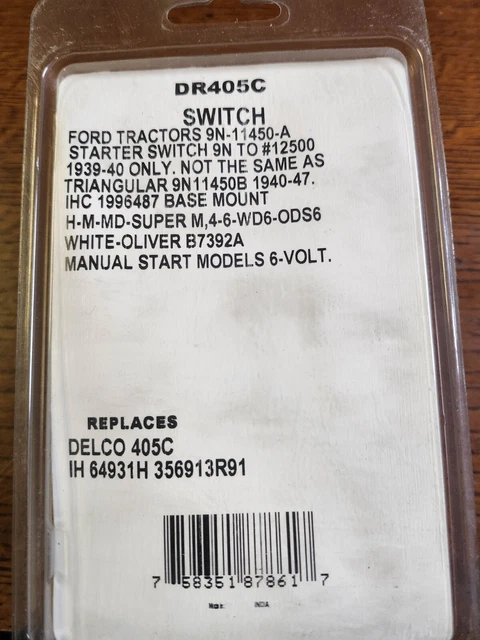 DR405C
SWITCH
FORD TRACTORS 9N-11450-A
STARTER SWITCH 9N TO #12500
1939-40 ONLY. NOT THE SAME AS
TRIANGULAR 9N11450B 1940-47.
IHC 1996487 BASE MOUNT
H-M-MD-SUPER M,4-6-WD6-ODS6
WHITE-OLIVER B7392A
MANUAL START MODELS 6-VOLT.
REPLACES
DELCO 405C
IH 64931H 356913R91
7 58351 87861 7
INDIA